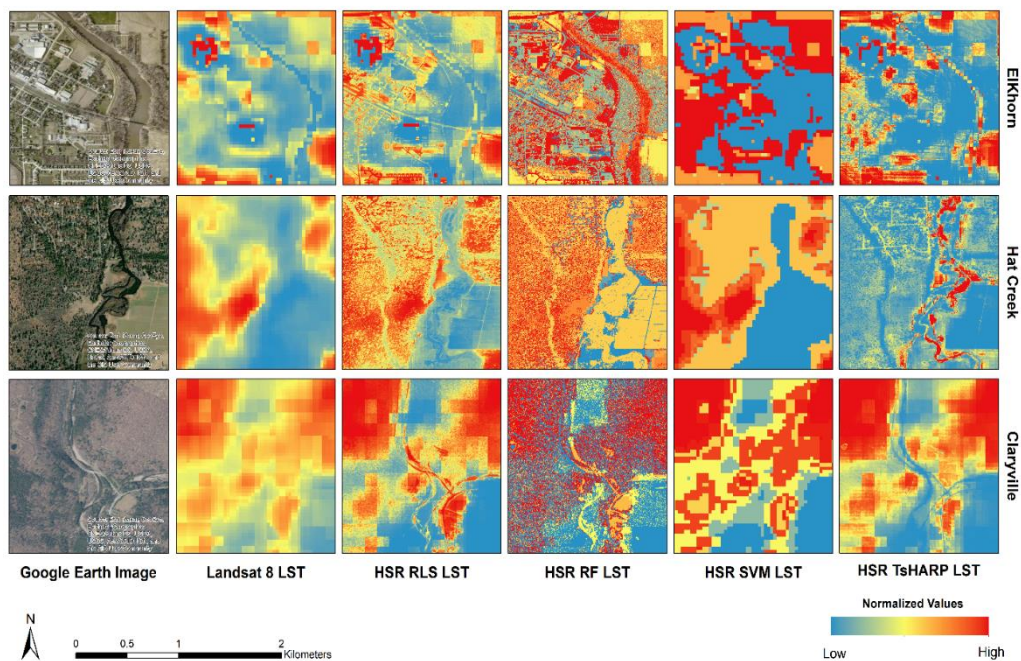 ElKhorn
Hat Creek
Claryville
Google Earth Image
Landsat 8 LST
HSR RLS LST
HSR RF LST
HSR SVM LST
HSR TsHARP LST
N
0 0.5 1 2
Kilometers
Normalized Values
Low High